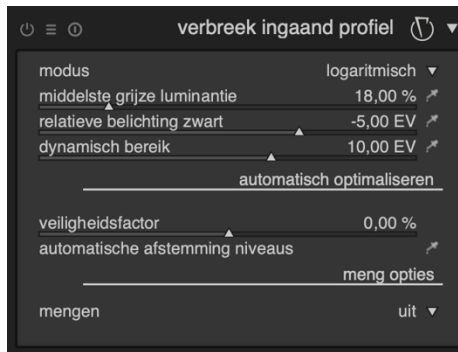 verbreek ingaand profiel
modus logaritmisch
middelste grijze luminantie 18,00 %
relatieve belichting zwart -5,00 EV
dynamisch bereik 10,00 EV
automatisch optimaliseren
veiligheidsfactor 0,00 %
automatische afstemming niveaus
meng opties
mengen uit